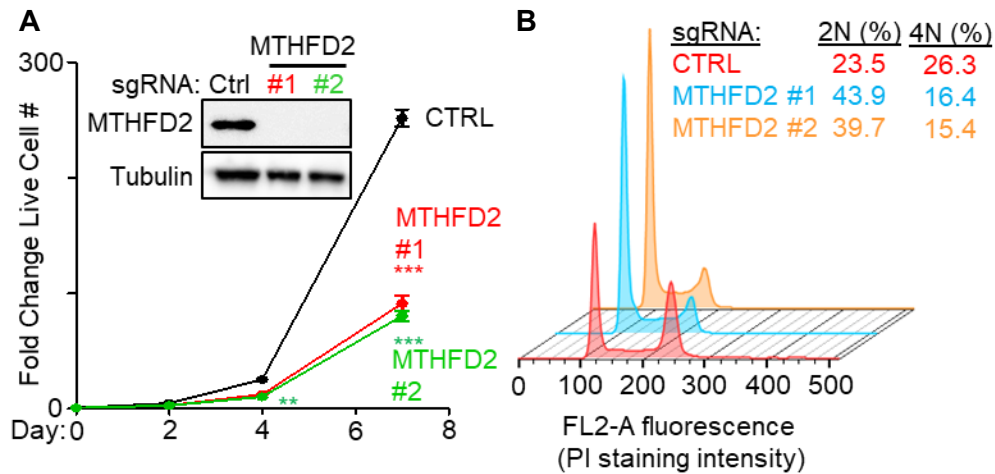 A
MTHFD2
sgRNA: Ctrl #1 #2
MTHFD2
Tubulin
Fold Change Live Cell #
300
0
CTRL
MTHFD2
#1
***
***
MTHFD2
#2
**
Day: 0 2 4 6 8
B
sgRNA: 2N (%) 4N (%)
CTRL 23.5 26.3
MTHFD2 #1 43.9 16.4
MTHFD2 #2 39.7 15.4
0 100 200 300 400 500
FL2-A fluorescence
(PI staining intensity)